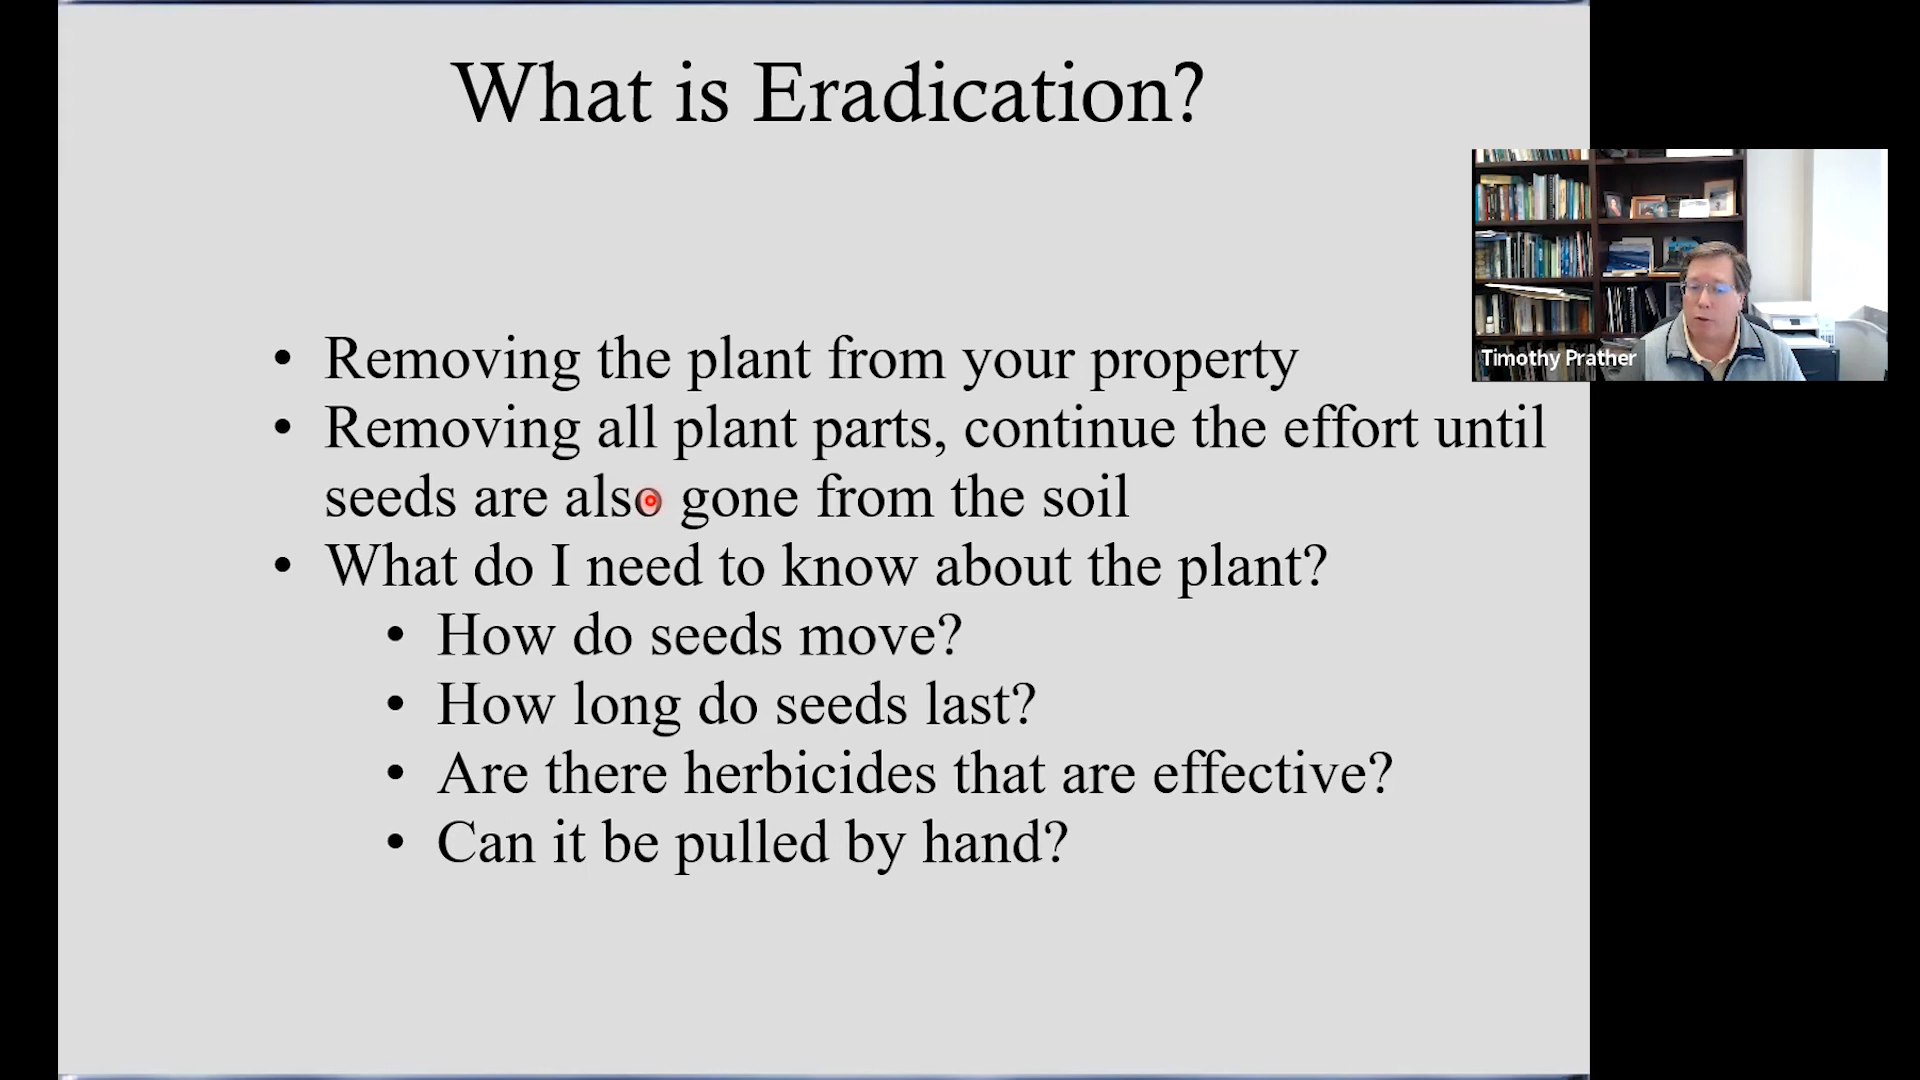 What is Eradication?
• Removing the plant from your property
• Removing all plant parts, continue the effort until
seeds are also gone from the soil
• What do I need to know about the plant?
• How do seeds move?
• How long do seeds last?
• Are there herbicides that are effective?
• Can it be pulled by hand?
Timothy Prather